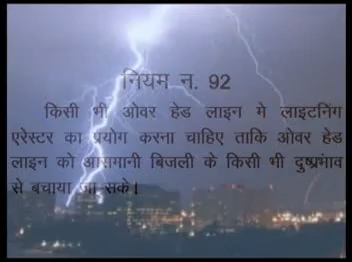 नियम न. 92
किसी भी ओवर हेड लाइन मे लाइटनिंग
एरेस्टर का प्रयोग करना चाहिए ताकि ओवर हेड
लाइन को आसमानी बिजली के किसी भी दुष्प्रभाव
से बचाया जा सके।